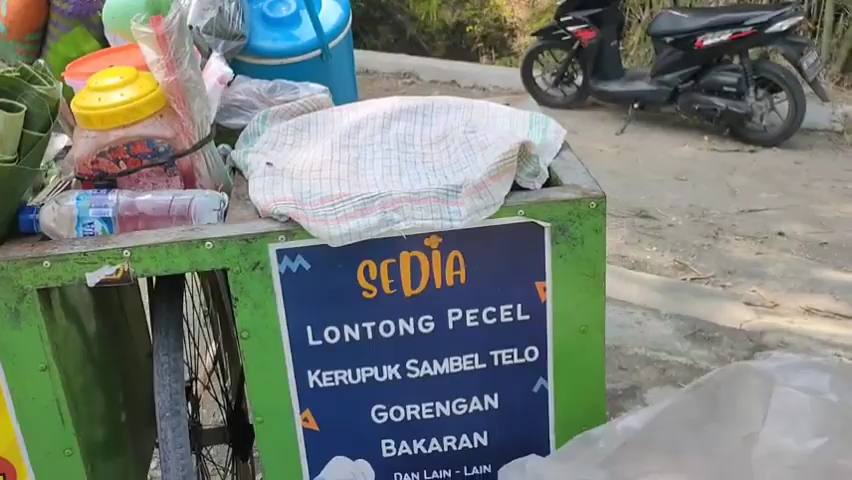 SEDIA
LONTONG PECEL
KERUPUK SAMBEL TELO
GORENGAN
BAKARAN
DAN LAIN - LAIN